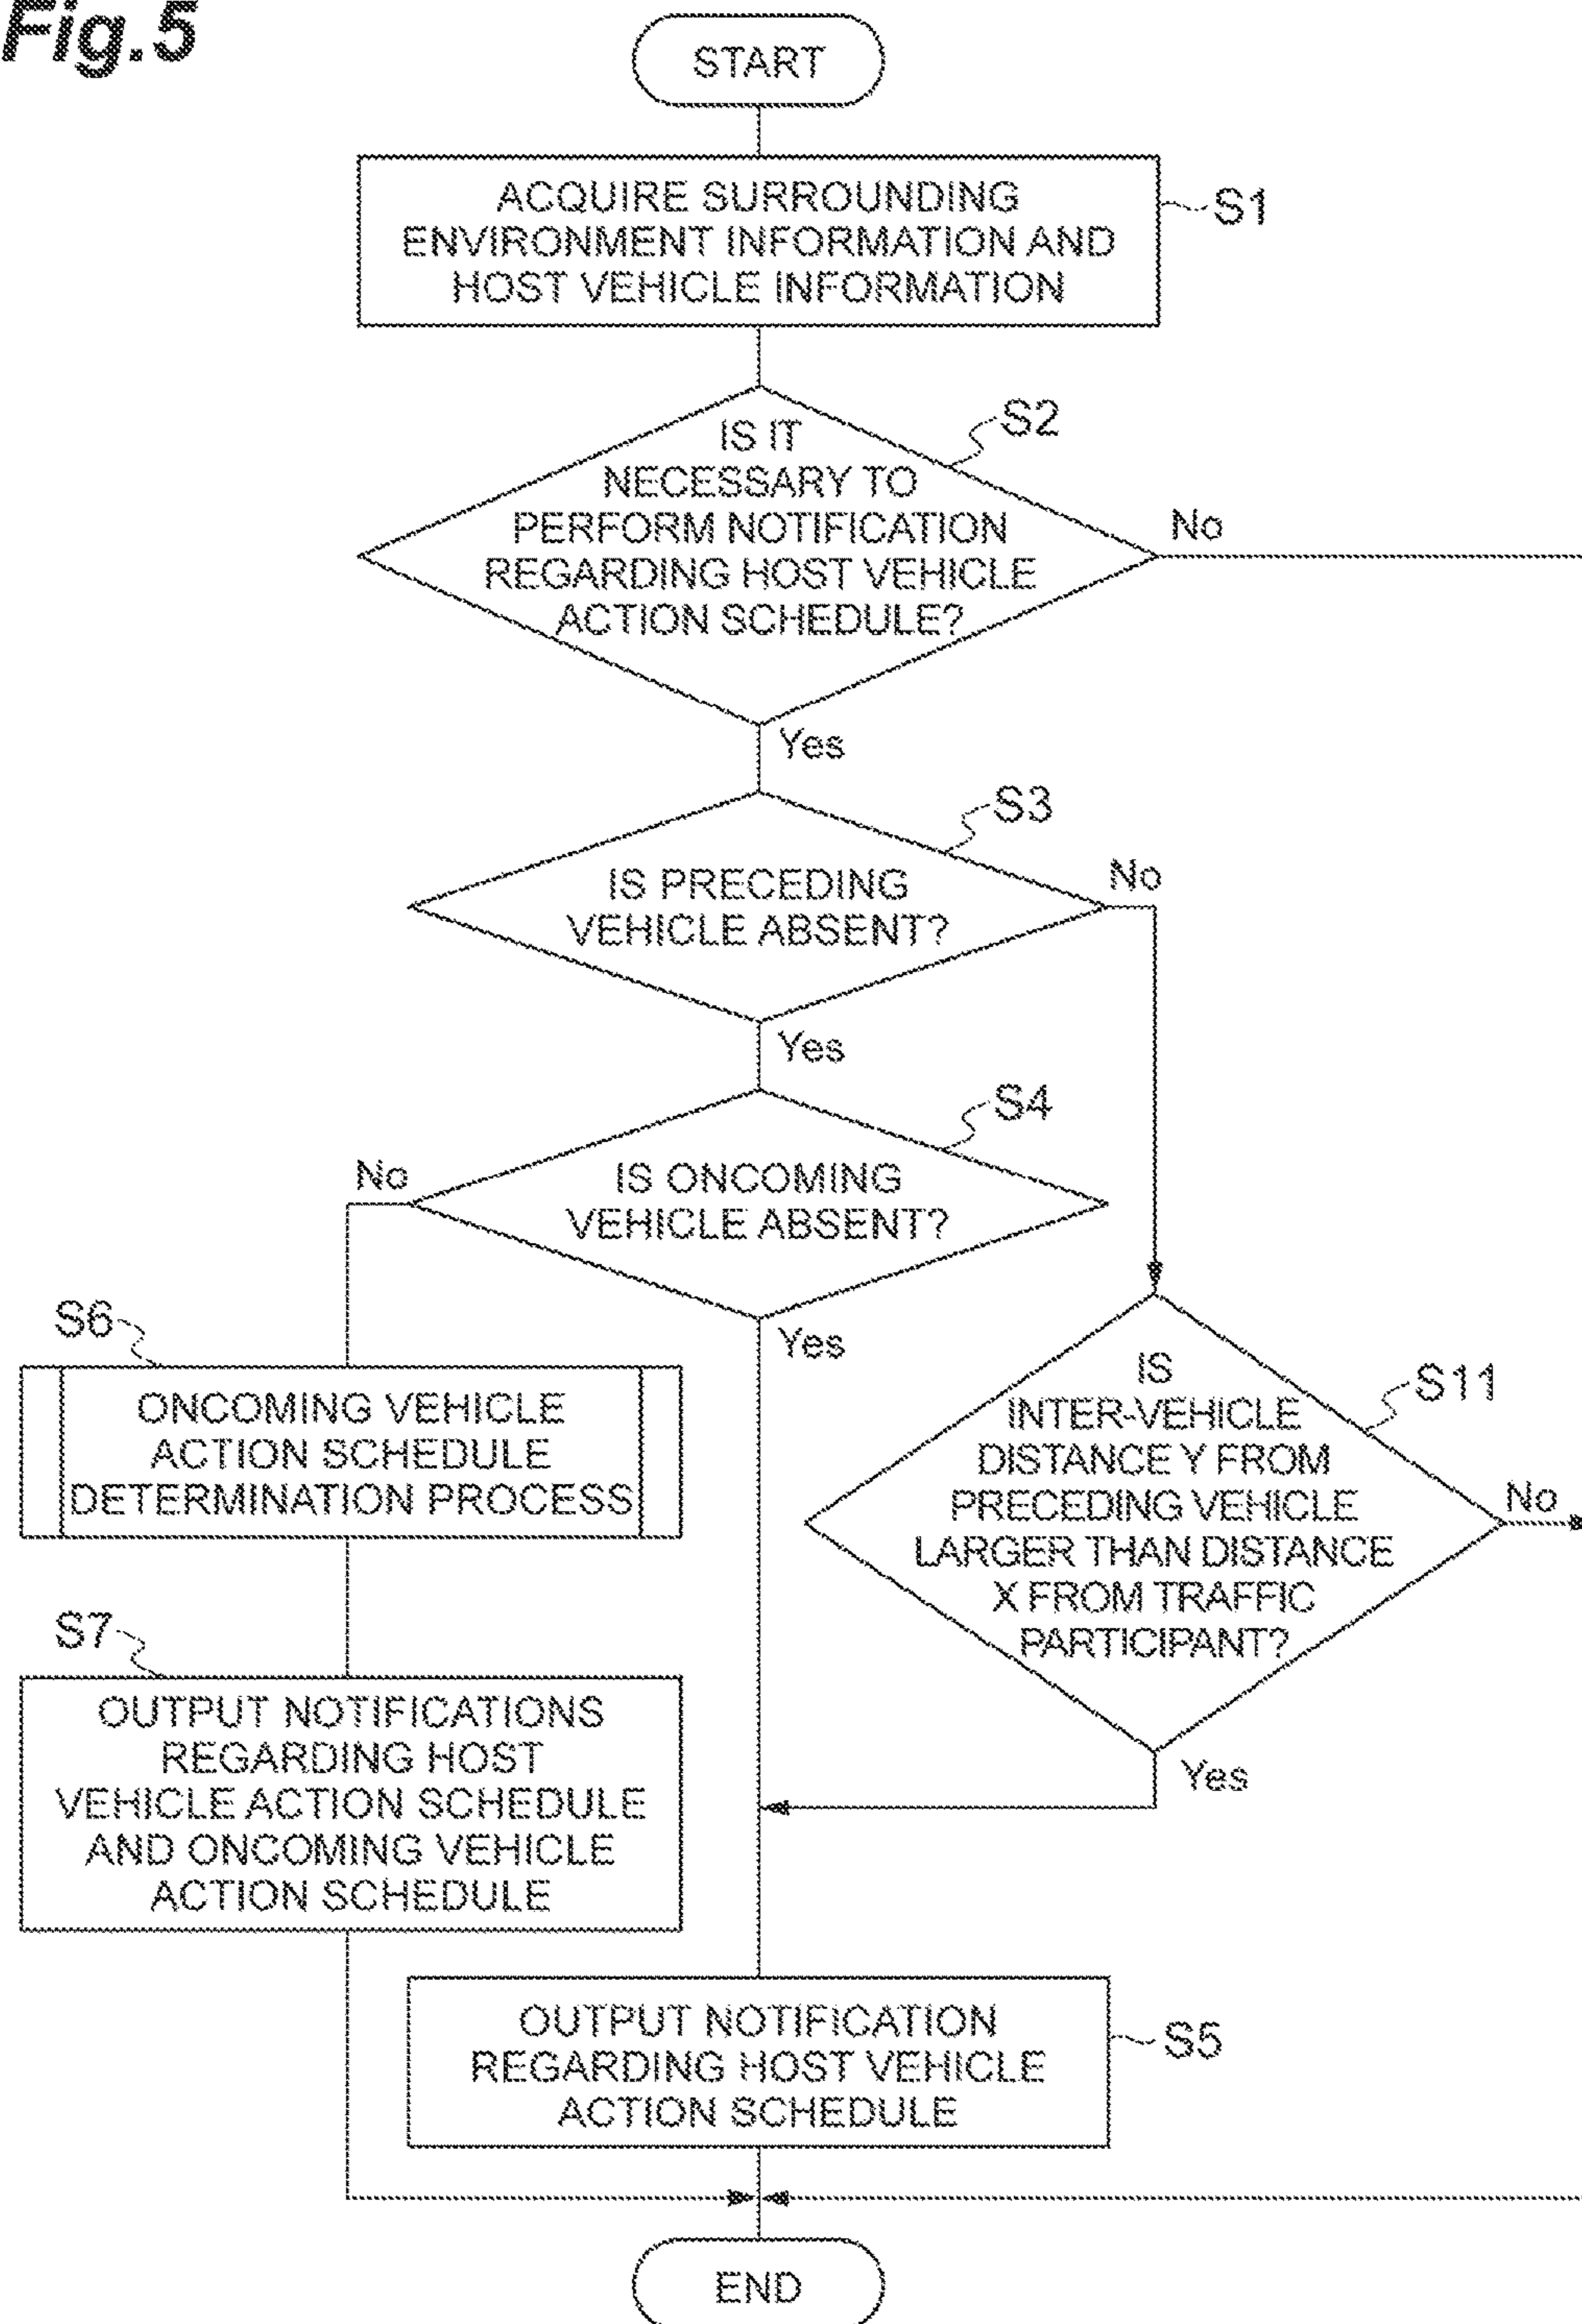 Fig.5
START
ACQUIRE SURROUNDING
ENVIRONMENT INFORMATION AND
HOST VEHICLE INFORMATION
S1
IS IT
NECESSARY TO
PERFORM NOTIFICATION
REGARDING HOST VEHICLE
ACTION SCHEDULE?
S2
No
Yes
IS PRECEDING
VEHICLE ABSENT?
S3
No
Yes
IS ONCOMING
VEHICLE ABSENT?
S4
No
Yes
S6
ONCOMING VEHICLE
ACTION SCHEDULE
DETERMINATION PROCESS
IS
INTER-VEHICLE
DISTANCE Y FROM
PRECEDING VEHICLE
LARGER THAN DISTANCE
X FROM TRAFFIC
PARTICIPANT?
S11
No
Yes
S7
OUTPUT NOTIFICATIONS
REGARDING HOST
VEHICLE ACTION SCHEDULE
AND ONCOMING VEHICLE
ACTION SCHEDULE
OUTPUT NOTIFICATION
REGARDING HOST VEHICLE
ACTION SCHEDULE
S5
END